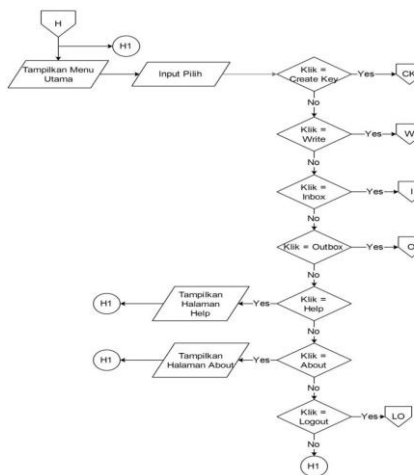 H
H1
Tampilkan Menu
Utama
Input Pilih
Klik =
Create Key
Yes
CK
No
Klik =
Write
Yes
W
No
Klik =
Inbox
Yes
I
No
Klik = Outbox
Yes
O
No
Klik =
Help
Yes
Tampilkan
Halaman
Help
H1
No
Klik =
About
Yes
Tampilkan
Halaman About
H1
No
Klik =
Logout
Yes
LO
No
H1